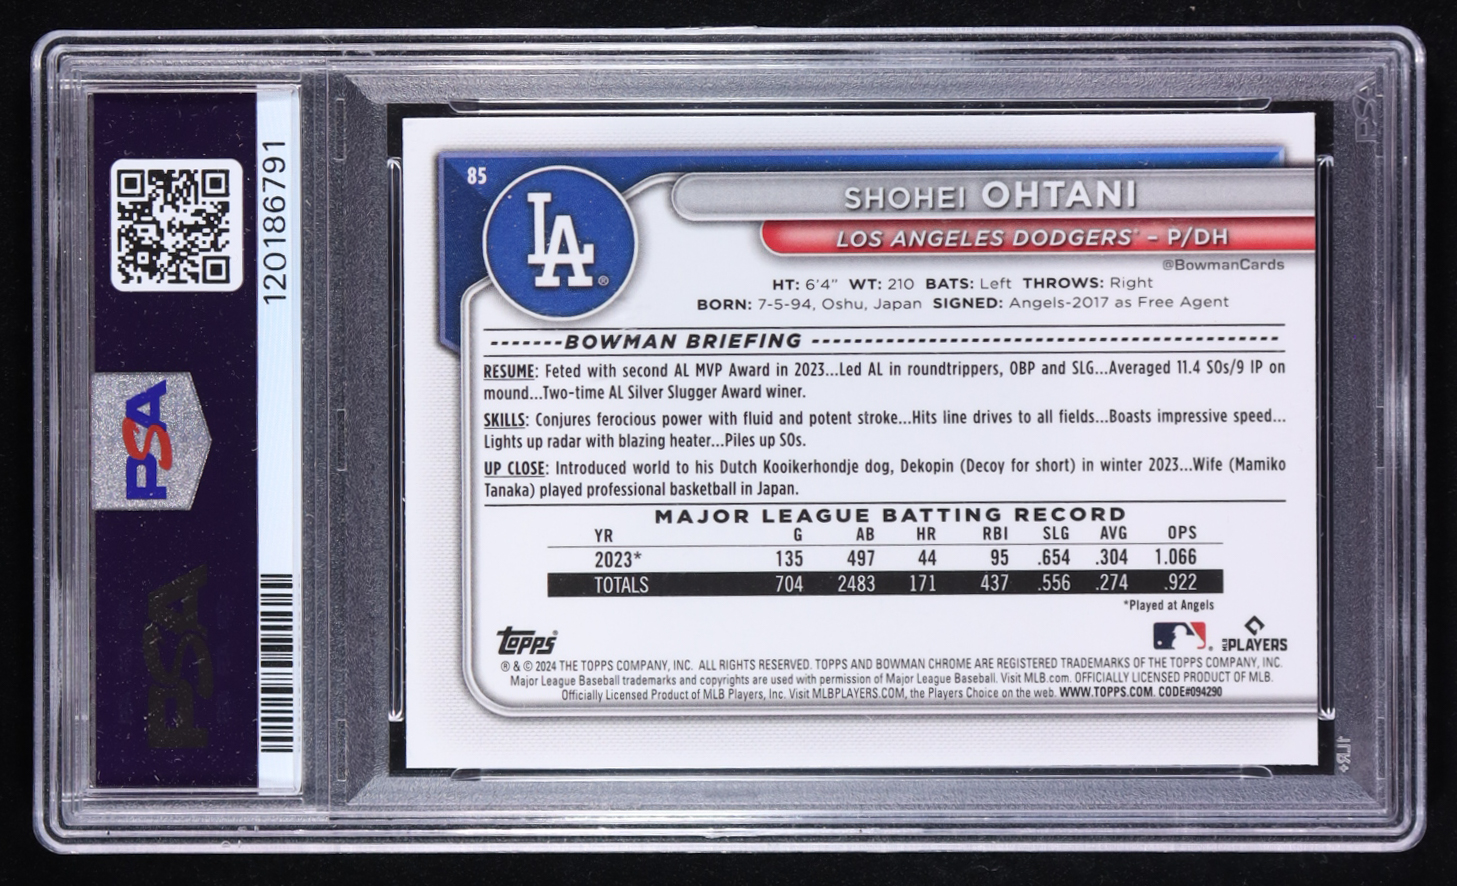 PSA
120186791
PSA
85
LA
SHOHEI OHTANI
LOS ANGELES DODGERS® – P/DH
@BowmanCards
HT: 6'4" WT: 210 BATS: Left THROWS: Right
BORN: 7-5-94, Oshu, Japan SIGNED: Angels-2017 as Free Agent
BOWMAN BRIEFING
RESUME: Feted with second AL MVP Award in 2023...Led AL in roundtrippers, OBP and SLG...Averaged 11.4 SOs/9 IP on
mound...Two-time AL Silver Slugger Award winer.
SKILLS: Conjures ferocious power with fluid and potent stroke...Hits line drives to all fields...Boasts impressive speed...
Lights up radar with blazing heater...Piles up SOs.
UP CLOSE: Introduced world to his Dutch Kooikerhondje dog, Dekopin (Decoy for short) in winter 2023...Wife (Mamiko
Tanaka) played professional basketball in Japan.
MAJOR LEAGUE BATTING RECORD
YR G AB HR RBI SLG AVG OPS
2023* 135 497 44 95 .654 .304 1.066
TOTALS 704 2483 171 437 .556 .274 .922
*Played at Angels
Topps®
MLB PLAYERS
® & © 2024 THE TOPPS COMPANY, INC. ALL RIGHTS RESERVED. TOPPS AND BOWMAN CHROME ARE REGISTERED TRADEMARKS OF THE TOPPS COMPANY, INC.
Major League Baseball trademarks and copyrights are used with permission of Major League Baseball. Visit MLB.com. OFFICIALLY LICENSED PRODUCT OF MLB.
Officially Licensed Product of MLB Players, Inc. Visit MLBPLAYERS.COM, the Players Choice on the web. WWW.TOPPS.COM. CODE#094290
PSA